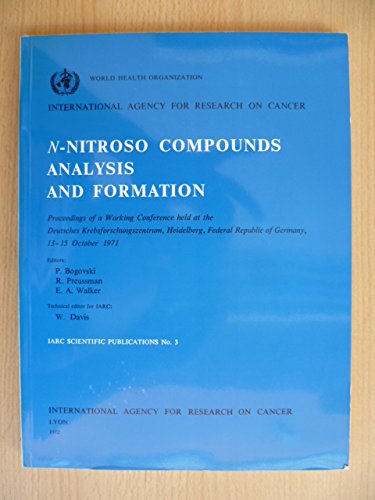 WORLD HEALTH ORGANIZATION
INTERNATIONAL AGENCY FOR RESEARCH ON CANCER
N-NITROSO COMPOUNDS
ANALYSIS
AND FORMATION
Proceedings of a Working Conference held at the
Deutsches Krebsforschungszentrum, Heidelberg, Federal Republic of Germany,
13-15 October 1971
Editors:
P. Bogovski
R. Preussman
E. A. Walker
Technical editor for IARC:
W. Davis
IARC SCIENTIFIC PUBLICATIONS No. 3
INTERNATIONAL AGENCY FOR RESEARCH ON CANCER
LYON
1972